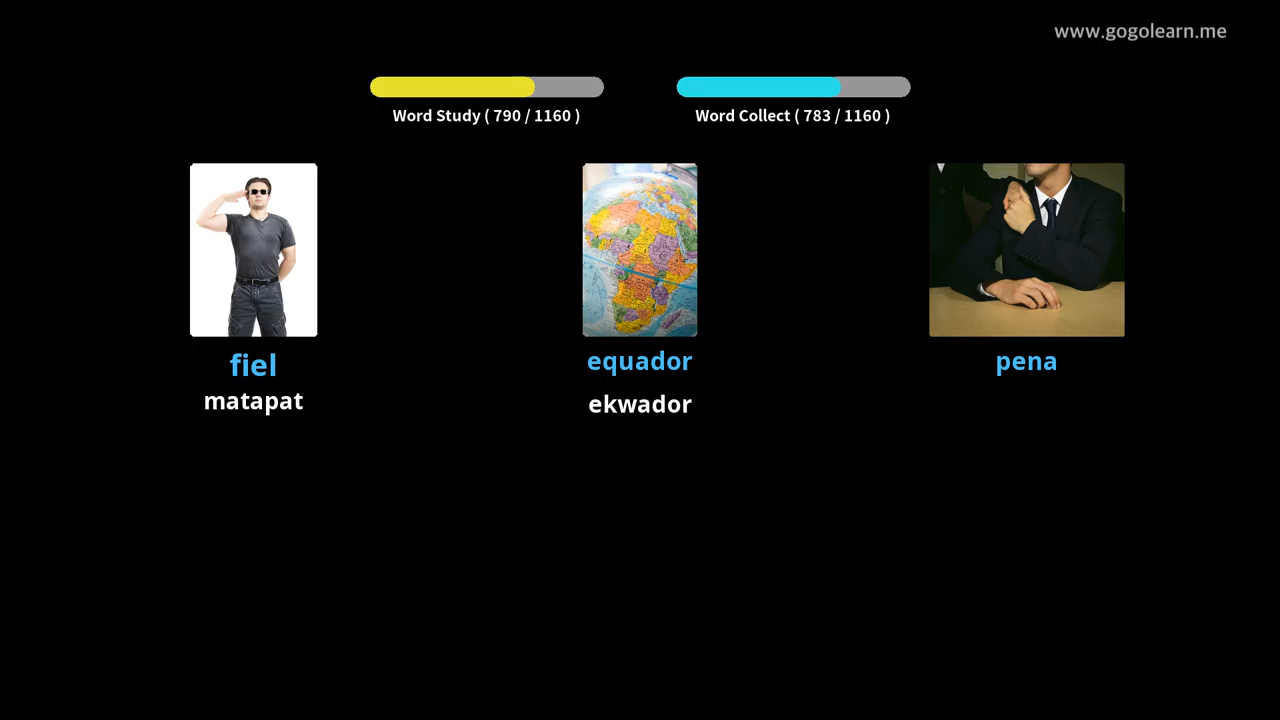 www.gogolearn.me
Word Study ( 790 / 1160 )
Word Collect ( 783 / 1160 )
fiel
matapat
equador
ekwador
pena